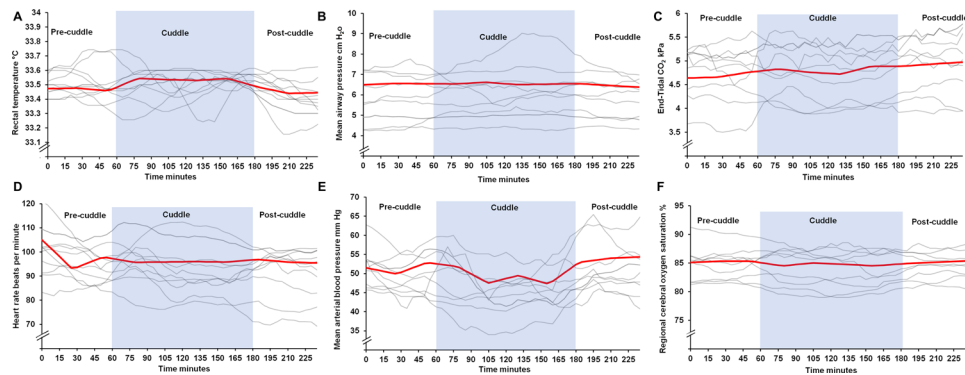 A
34
33.9
33.8
33.7
33.6
33.5
33.4
33.3
33.2
33.1
Rectal temperature °C
Pre-cuddle
Cuddle
Post-cuddle
0 15 30 45 60 75 90 105 120 135 150 165 180 195 210 225
Time minutes
B
12
11
10
9
8
7
6
5
4
Mean airway pressure cm H₂o
Pre-cuddle
Cuddle
Post-cuddle
0 15 30 45 60 75 90 105 120 135 150 165 180 195 210 225
Time minutes
C
6
5.5
5
4.5
4
3.5
End-Tidal CO₂ kPa
Pre-cuddle
Cuddle
Post-cuddle
0 15 30 45 60 75 90 105 120 135 150 165 180 195 210 225
Time minutes
D
120
110
100
90
80
70
Heart rate beats per minute
Pre-cuddle
Cuddle
Post-cuddle
0 15 30 45 60 75 90 105 120 135 150 165 180 195 210 225
Time minutes
E
70
65
60
55
50
45
40
35
Mean arterial blood pressure mm Hg
Pre-cuddle
Cuddle
Post-cuddle
0 15 30 45 60 75 90 105 120 135 150 165 180 195 210 225
Time minutes
F
95
90
85
80
Regional cerebral oxygen saturation %
Pre-cuddle
Cuddle
Post-cuddle
0 15 30 45 60 75 90 105 120 135 150 165 180 195 210 225
Time minutes